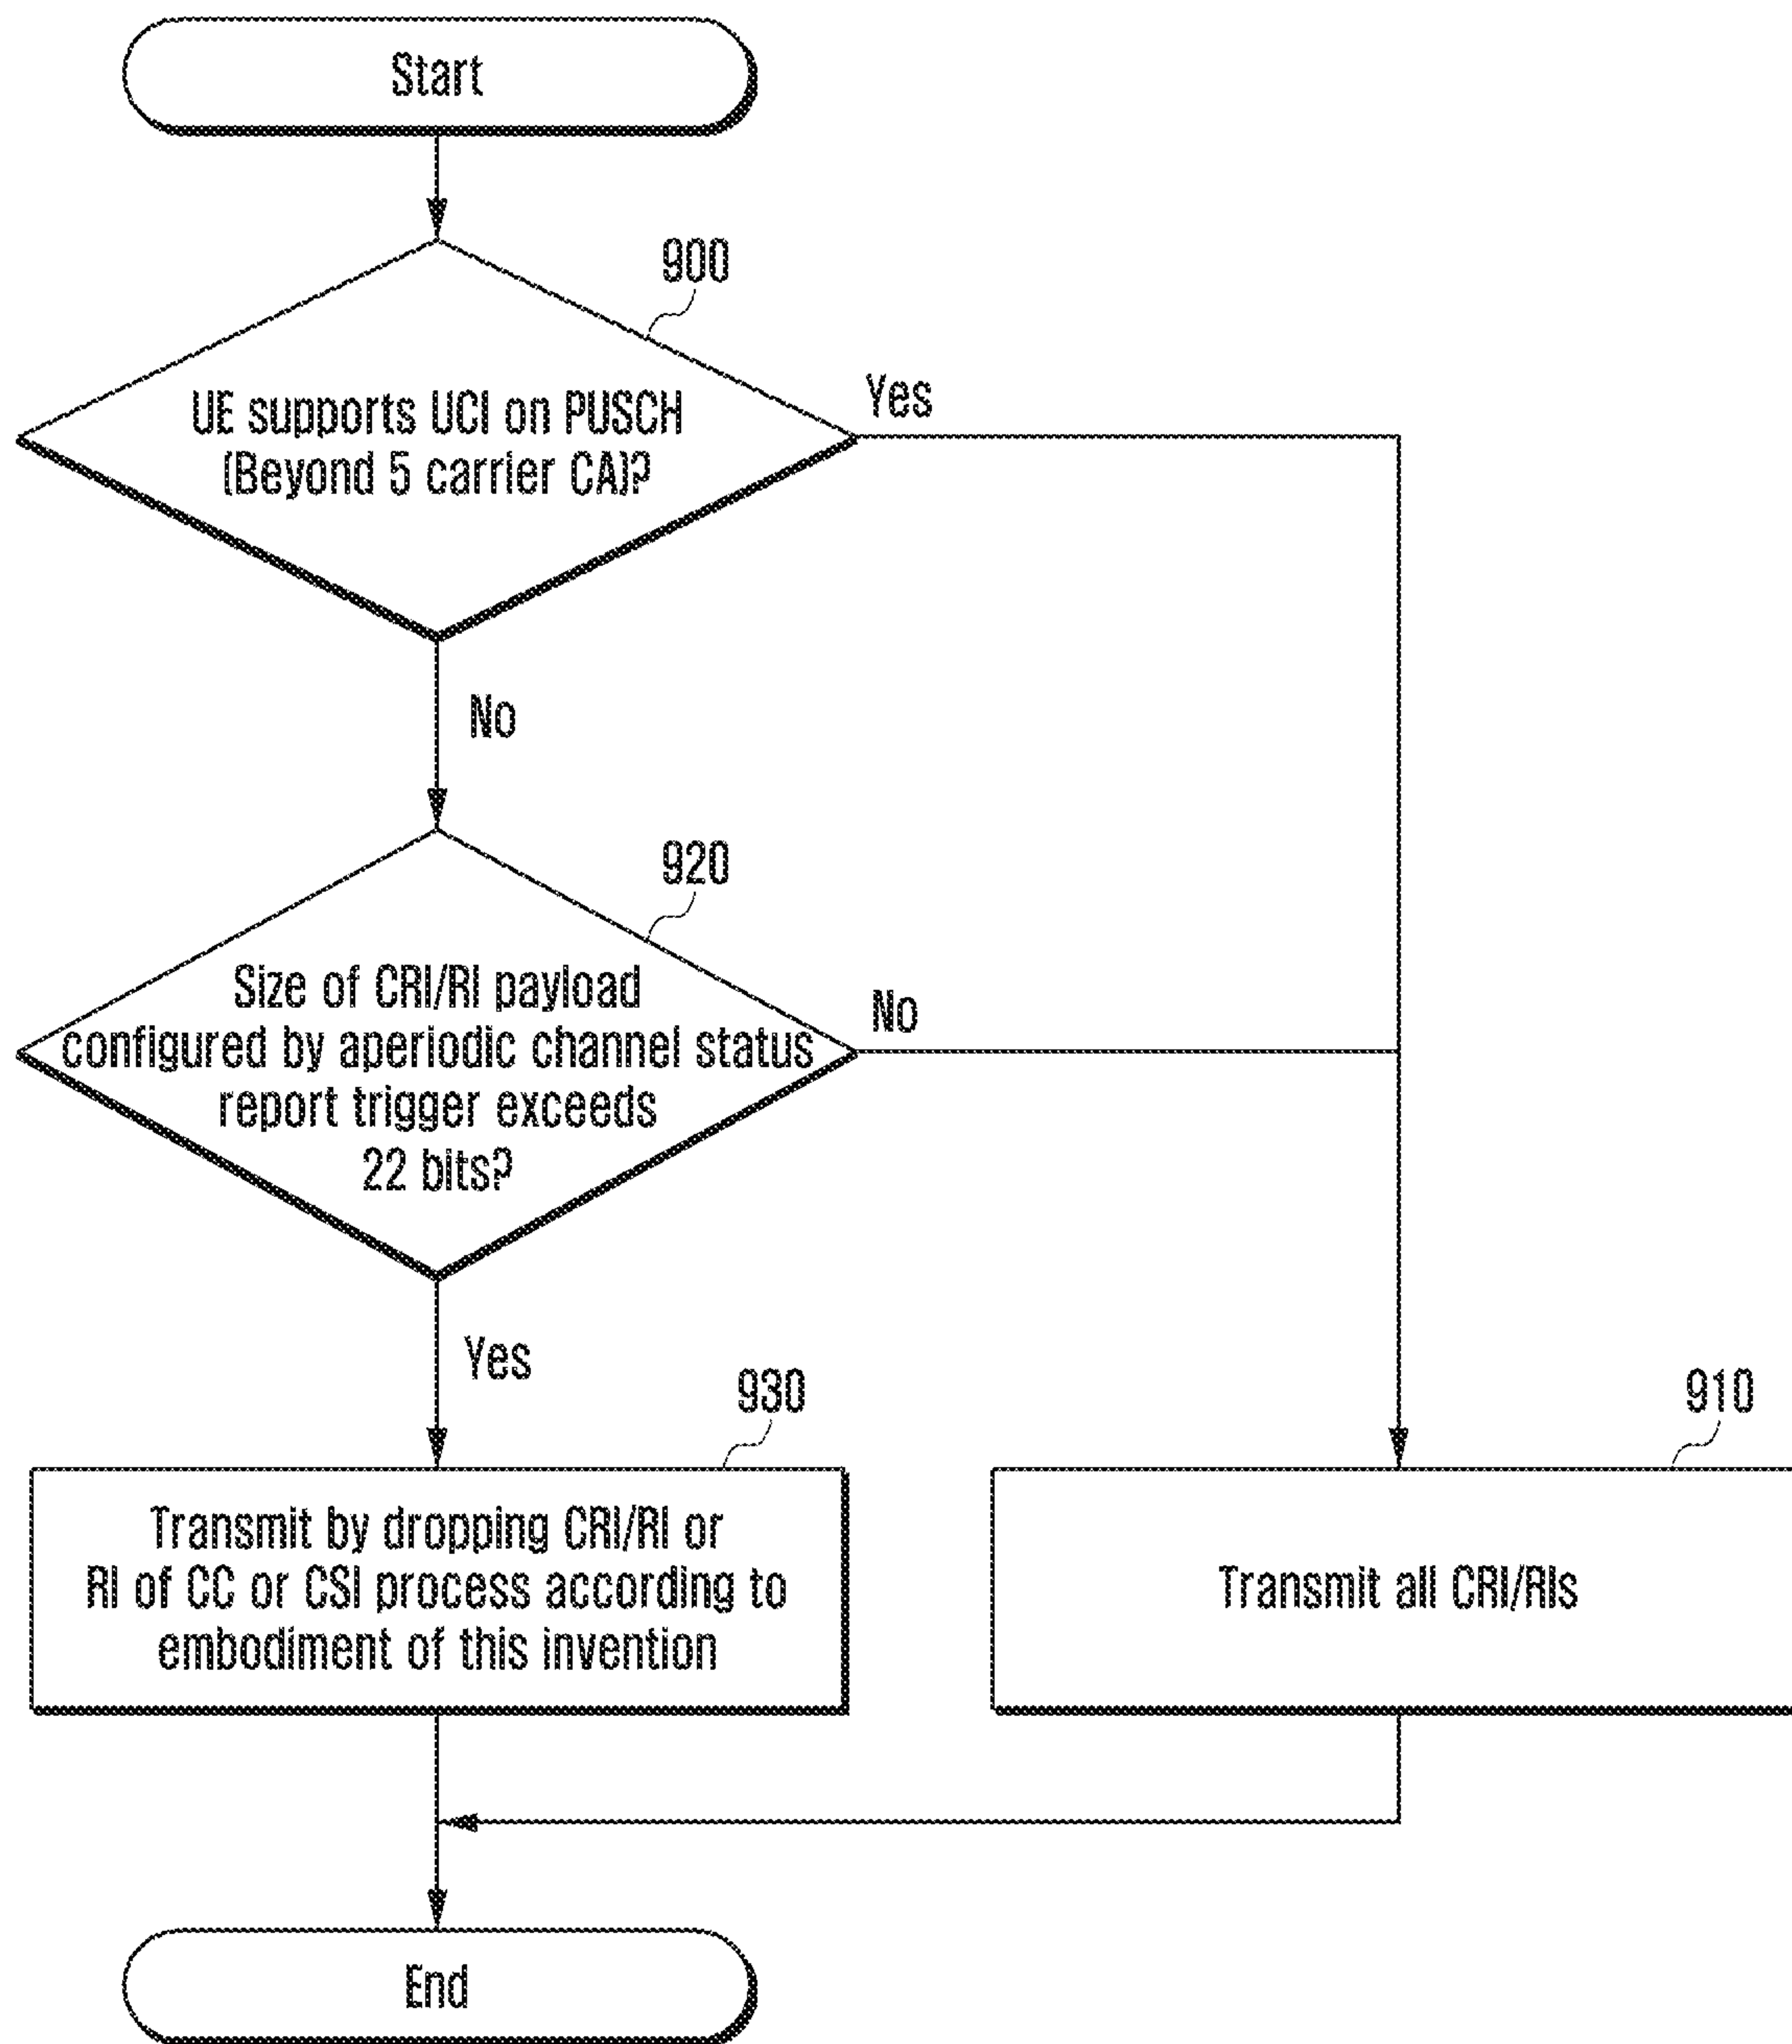 Start
900
UE supports UCI on PUSCH
(Beyond 5 carrier CA)?
Yes
No
920
Size of CRI/RI payload
configured by aperiodic channel status
report trigger exceeds
22 bits?
No
Yes
930
910
Transmit by dropping CRI/RI or
RI of CC or CSI process according to
embodiment of this invention
Transmit all CRI/RIs
End